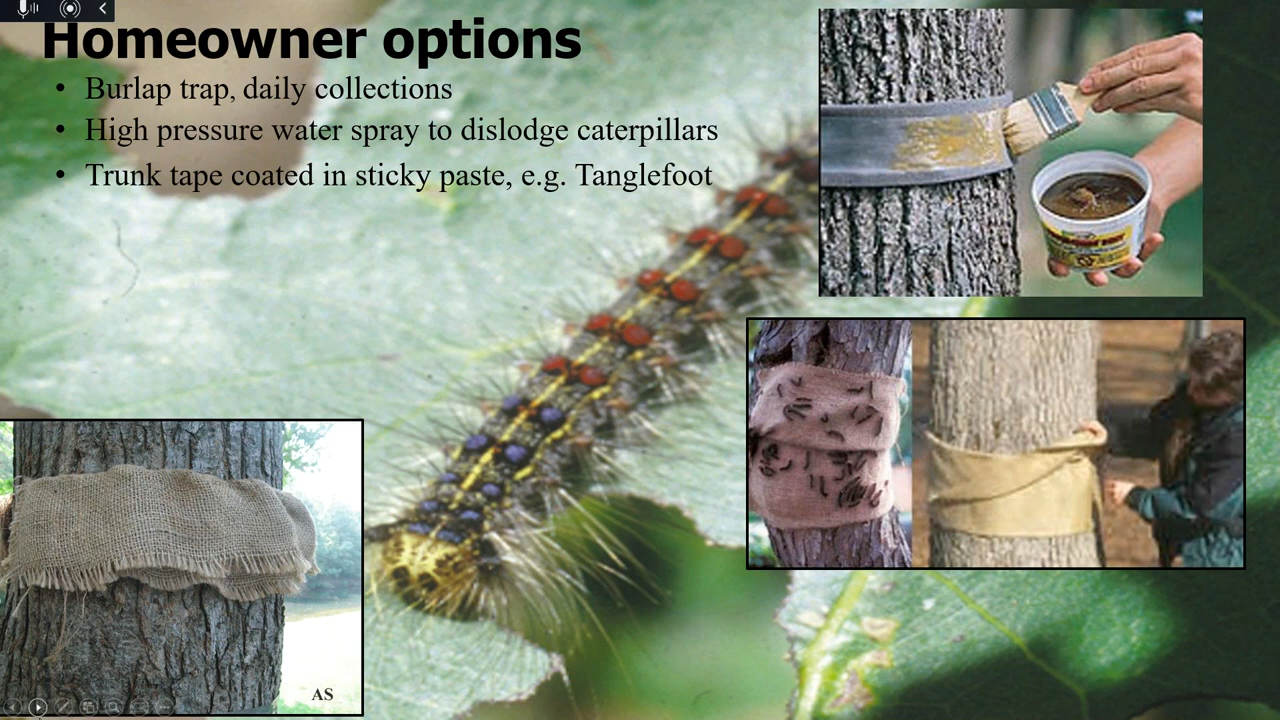 Homeowner options
• Burlap trap, daily collections
• High pressure water spray to dislodge caterpillars
• Trunk tape coated in sticky paste, e.g. Tanglefoot
AS